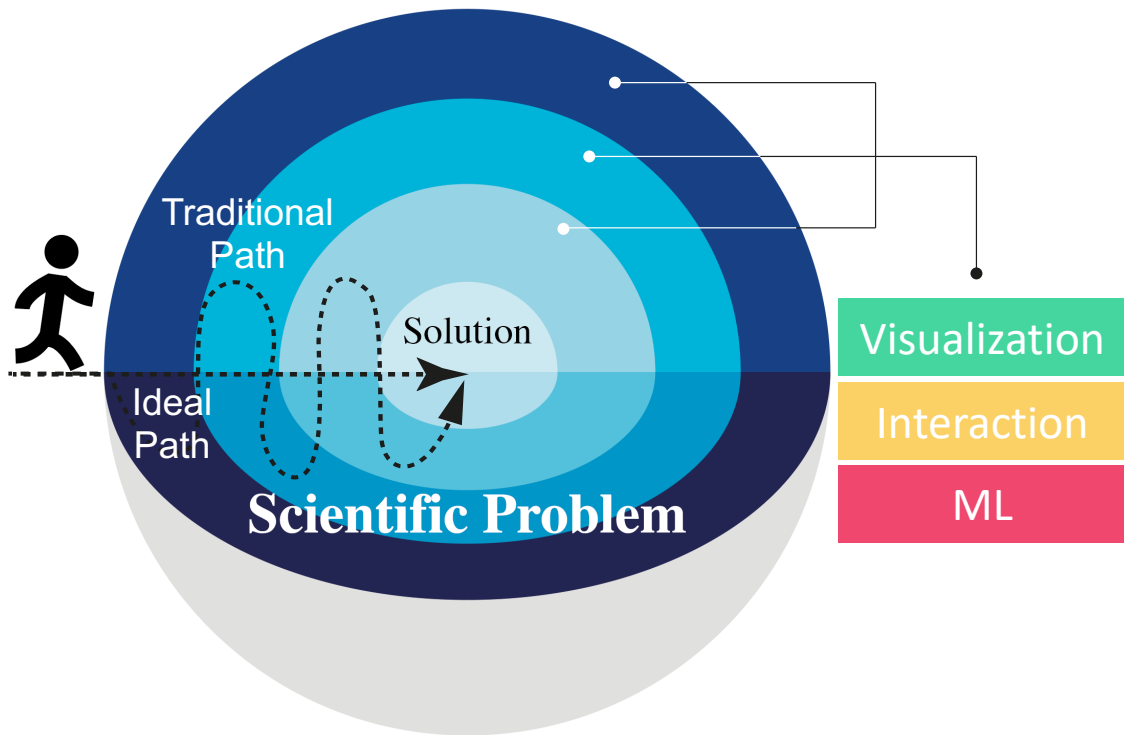 Traditional
Path
Solution
Ideal
Path
Scientific Problem
Visualization
Interaction
ML